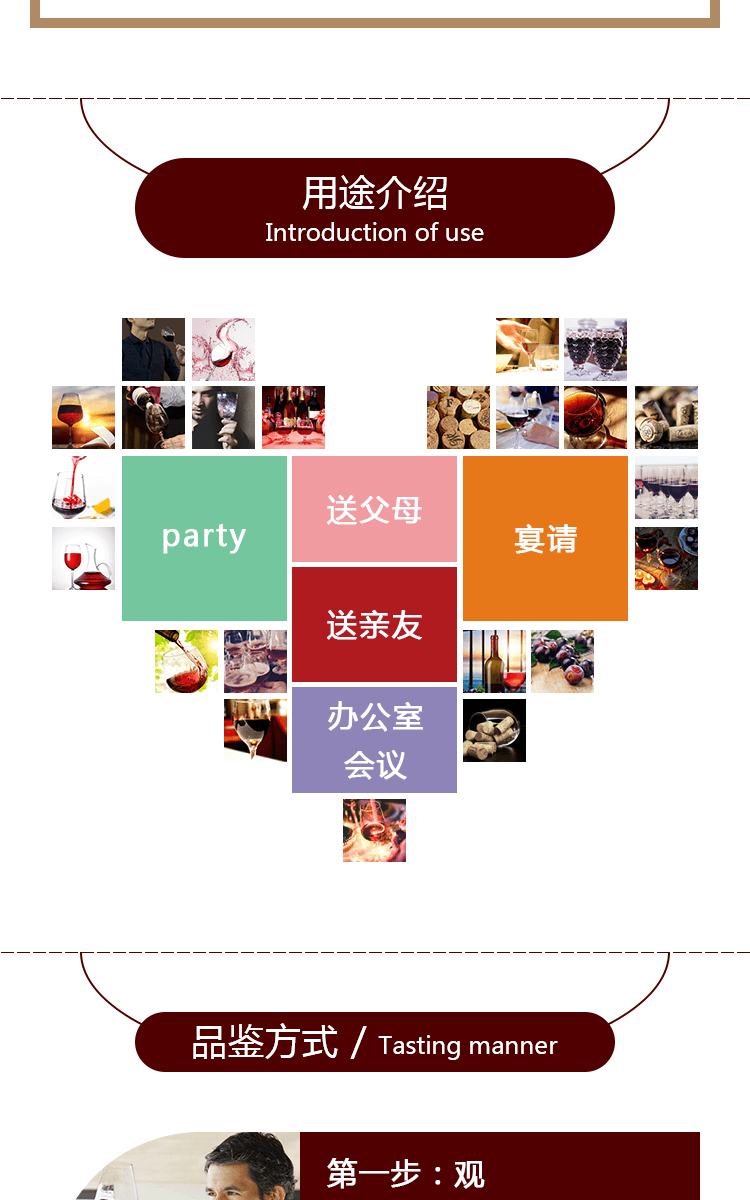 用途介绍
Introduction of use
party
送父母
宴请
送亲友
办公室
会议
品鉴方式 / Tasting manner
第一步：观